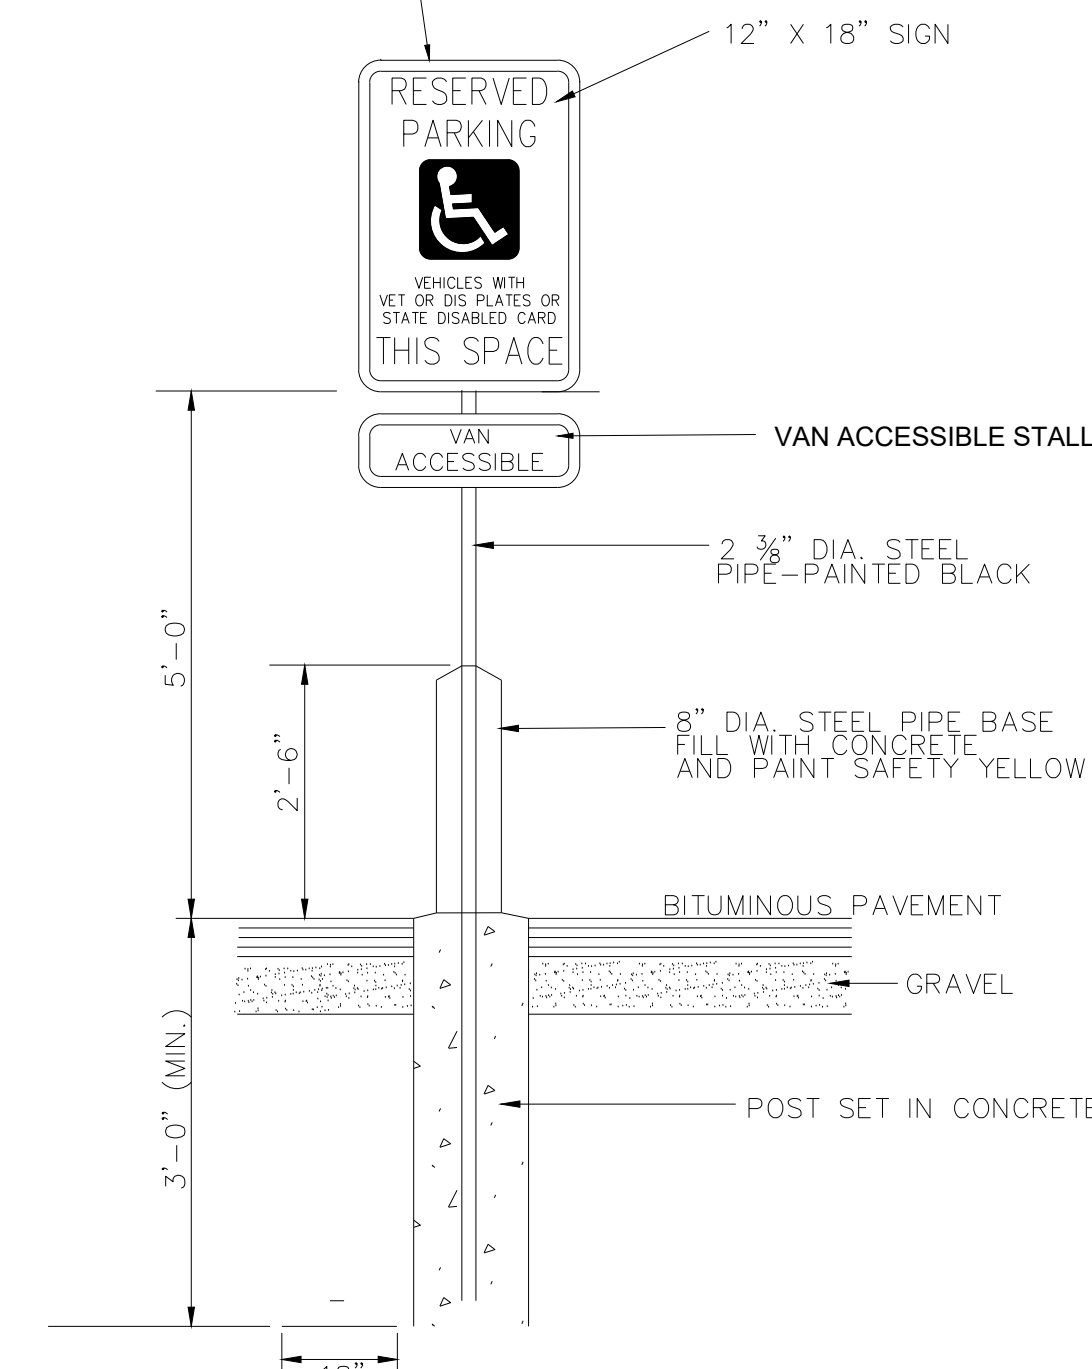 12” X 18” SIGN
RESERVED
PARKING
VEHICLES WITH
VET OR DIS PLATES OR
STATE DISABLED CARD
THIS SPACE
VAN
ACCESSIBLE
VAN ACCESSIBLE STALL
2 ⅜” DIA. STEEL
PIPE–PAINTED BLACK
5’–0”
2’–6”
8” DIA. STEEL PIPE BASE
FILL WITH CONCRETE
AND PAINT SAFETY YELLOW
BITUMINOUS PAVEMENT
GRAVEL
3’–0” (MIN.)
POST SET IN CONCRETE